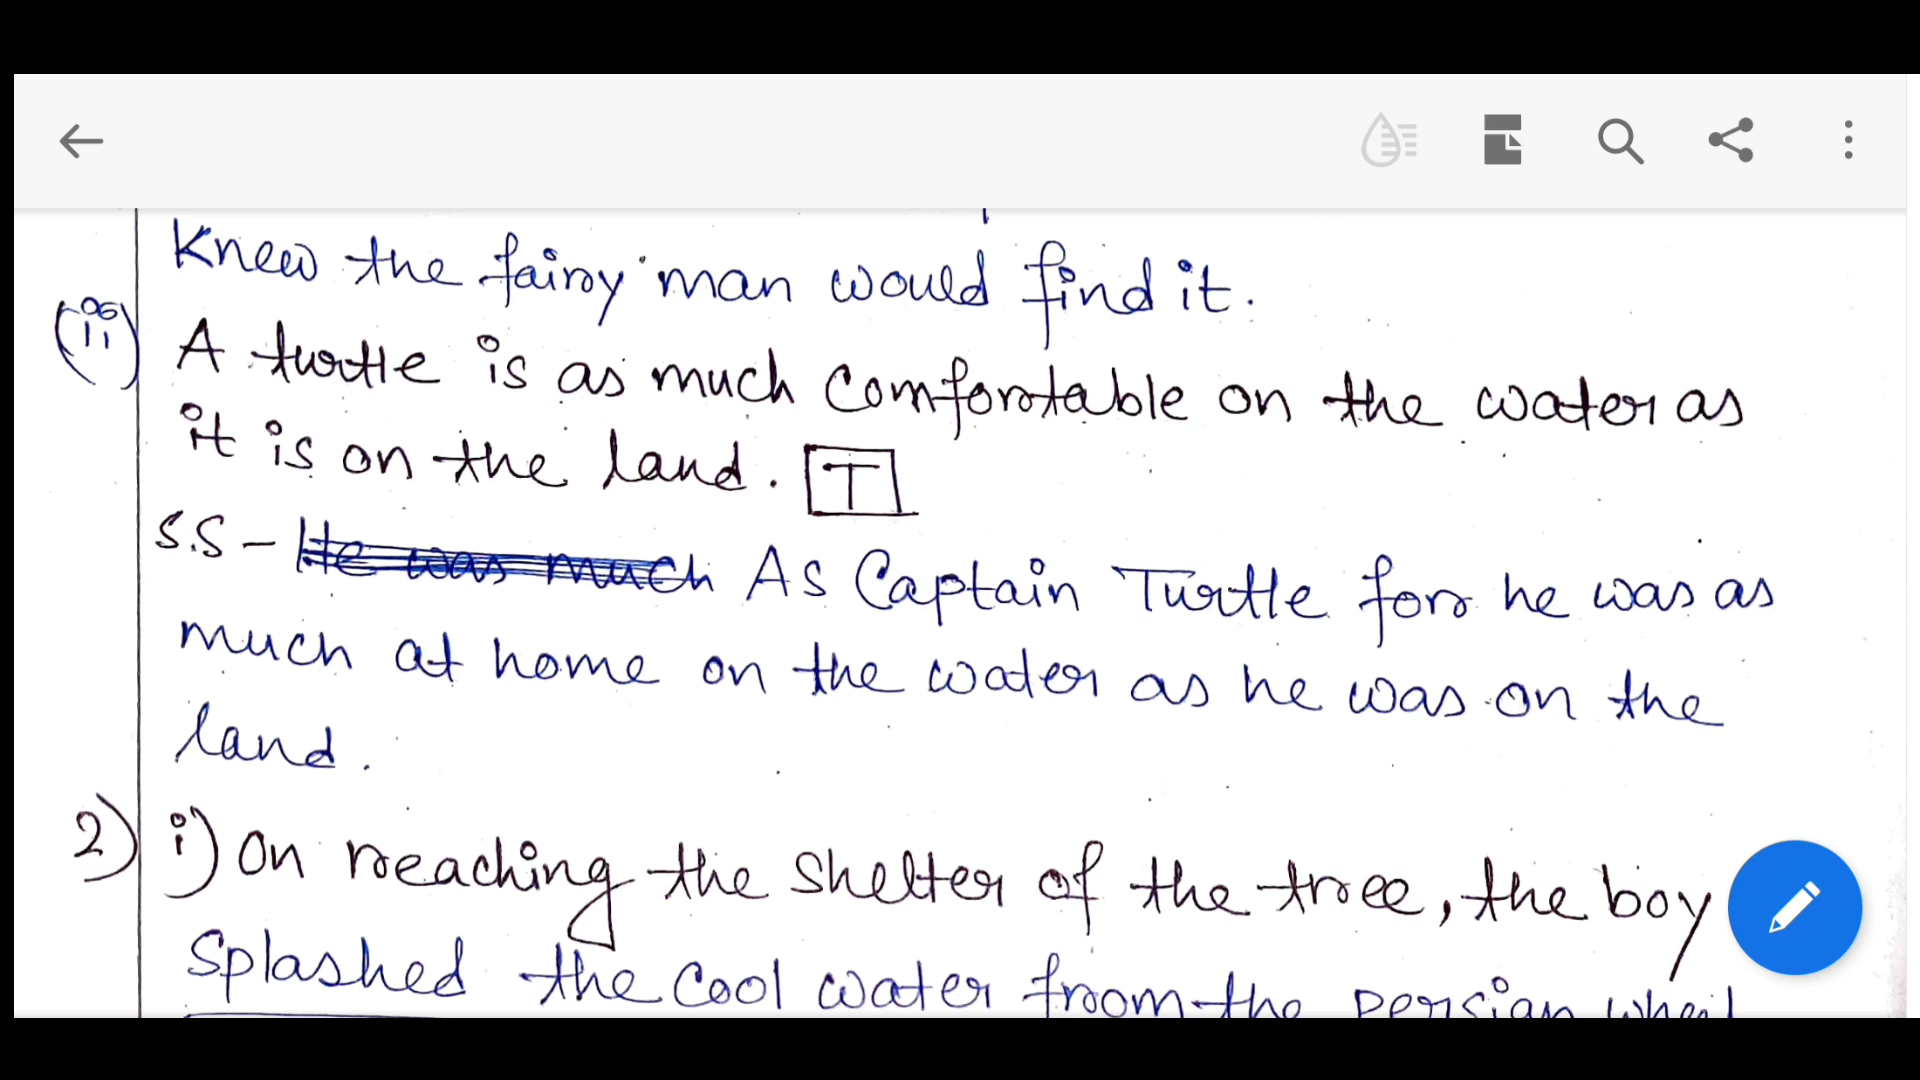 Knew the fairy man would find it.
(ii) A turtle is as much comfortable on the water as
it is on the land. T
S.S - He was much As Captain Turtle for he was as
much at home on the water as he was on the
land.
2) i) On reaching the shelter of the tree, the boy
Splashed the cool water from the persian wheel